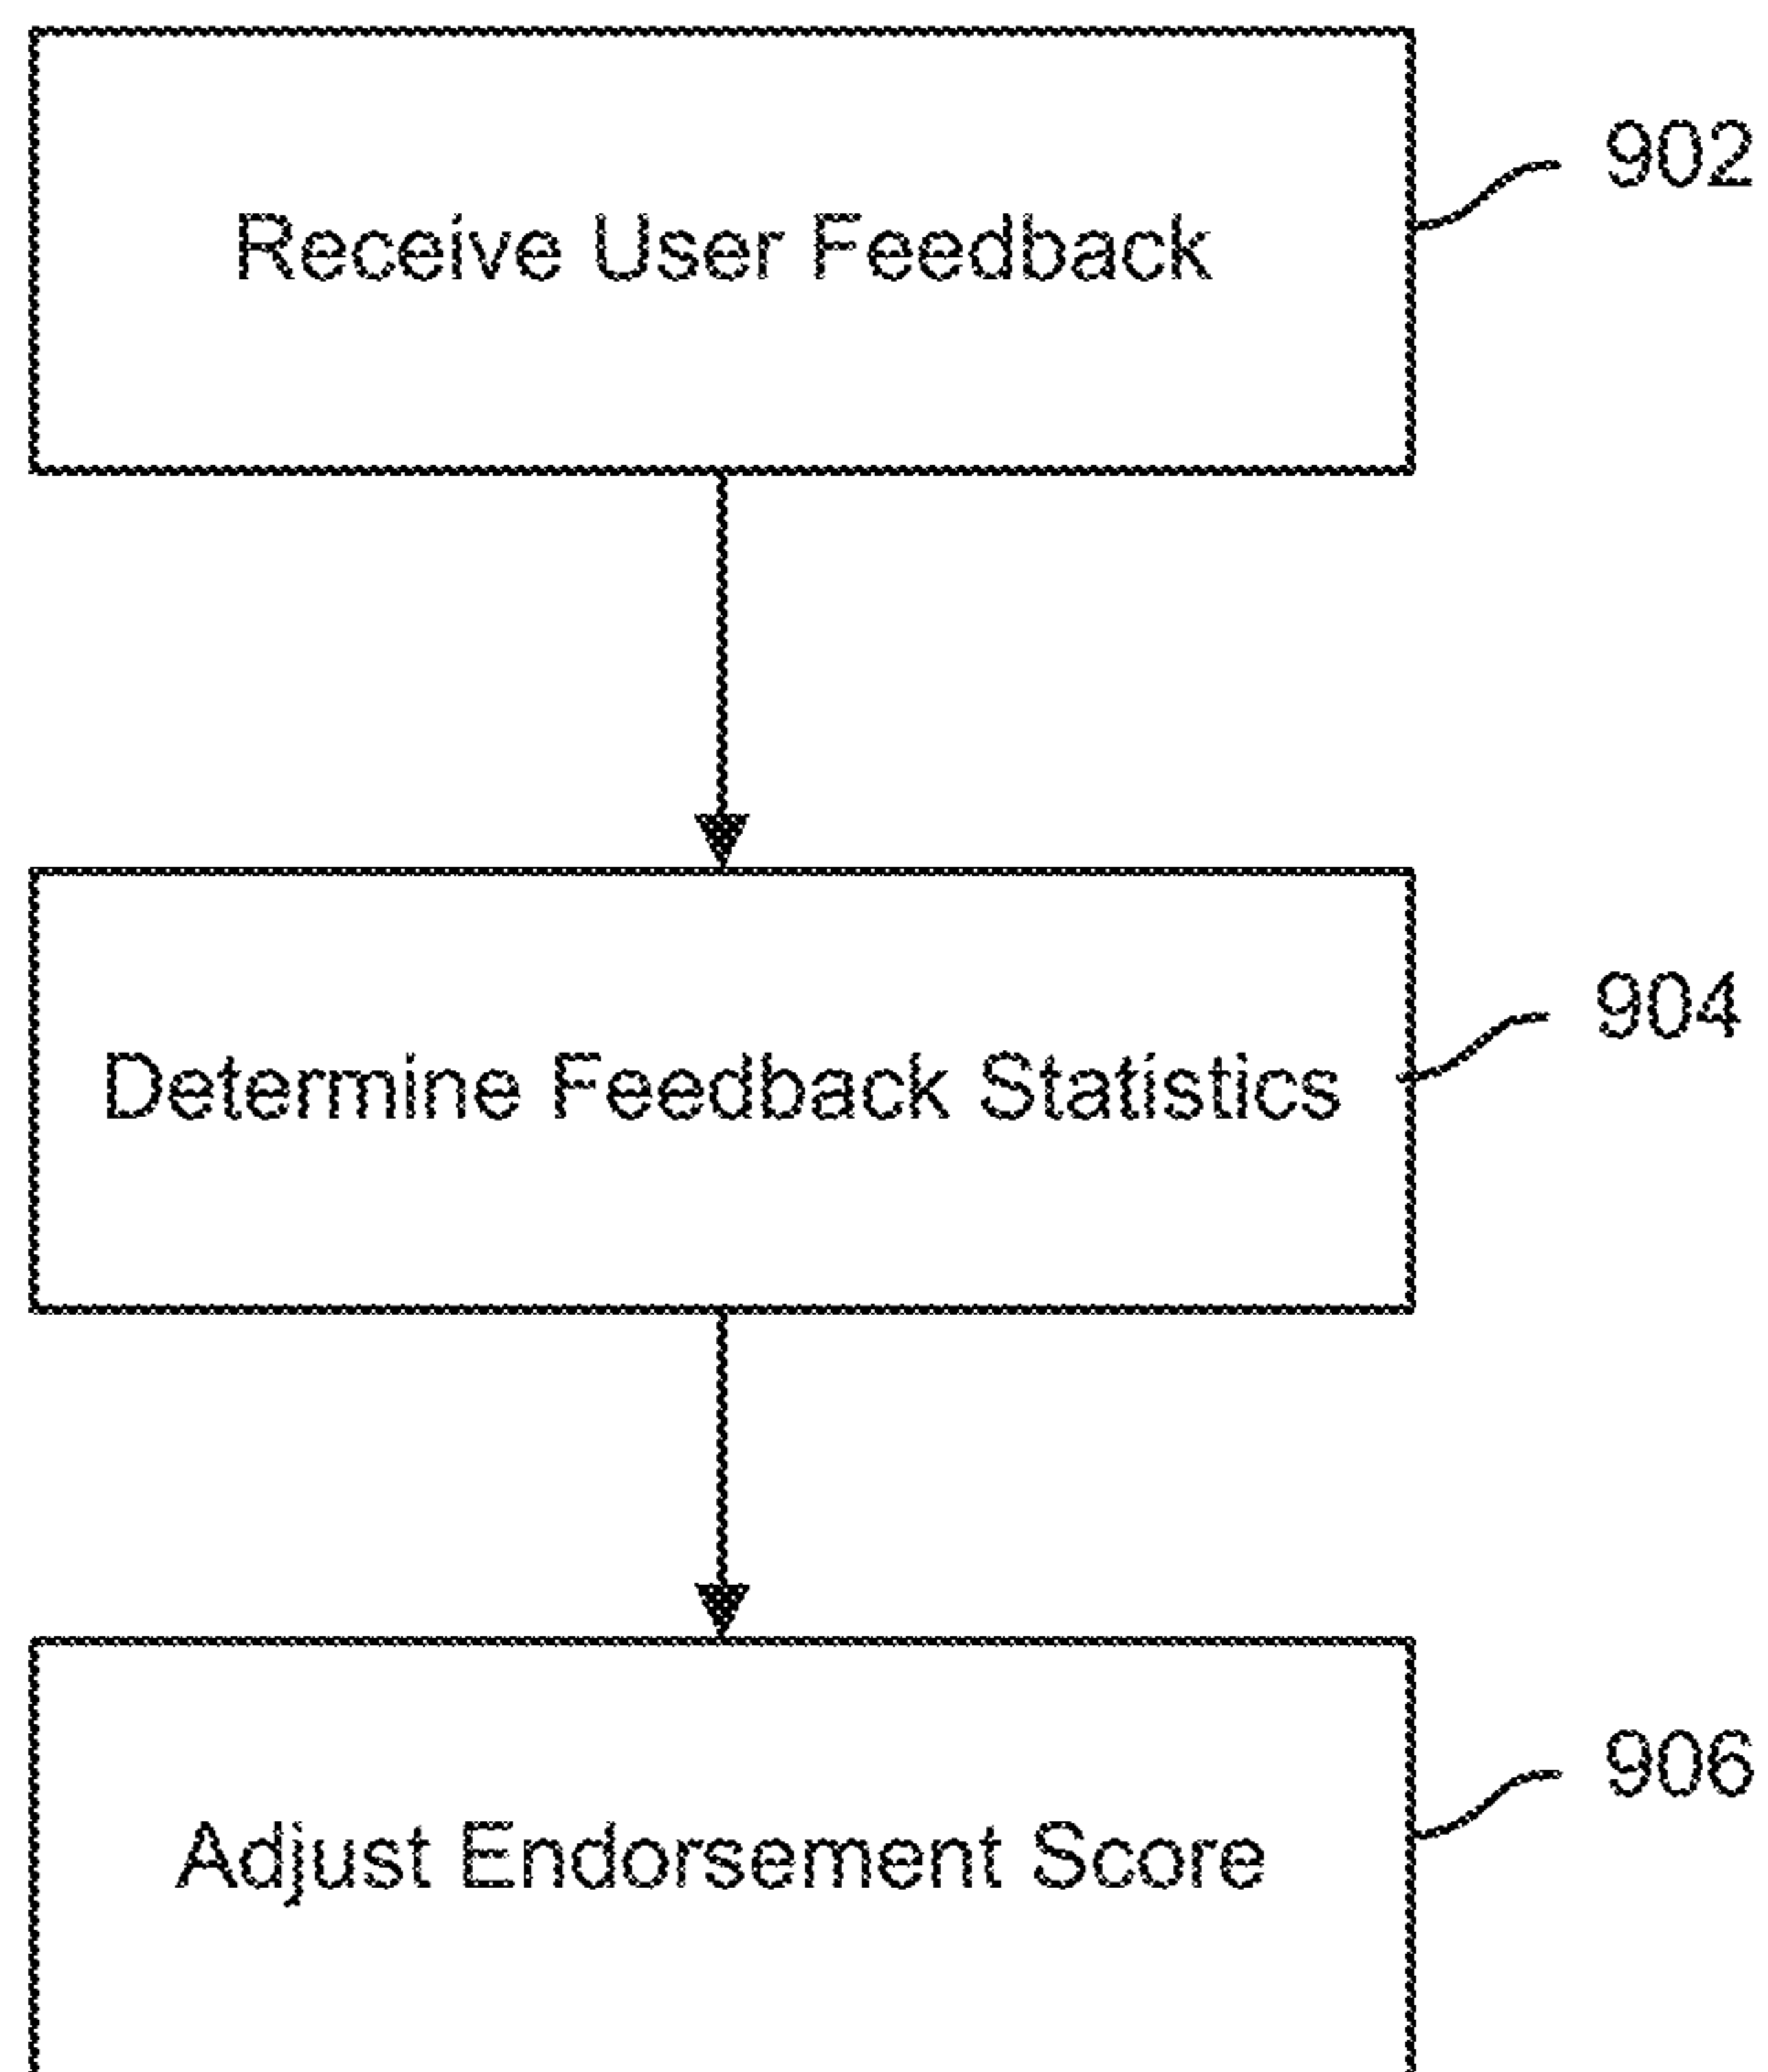 Receive User Feedback
902
Determine Feedback Statistics
904
Adjust Endorsement Score
906